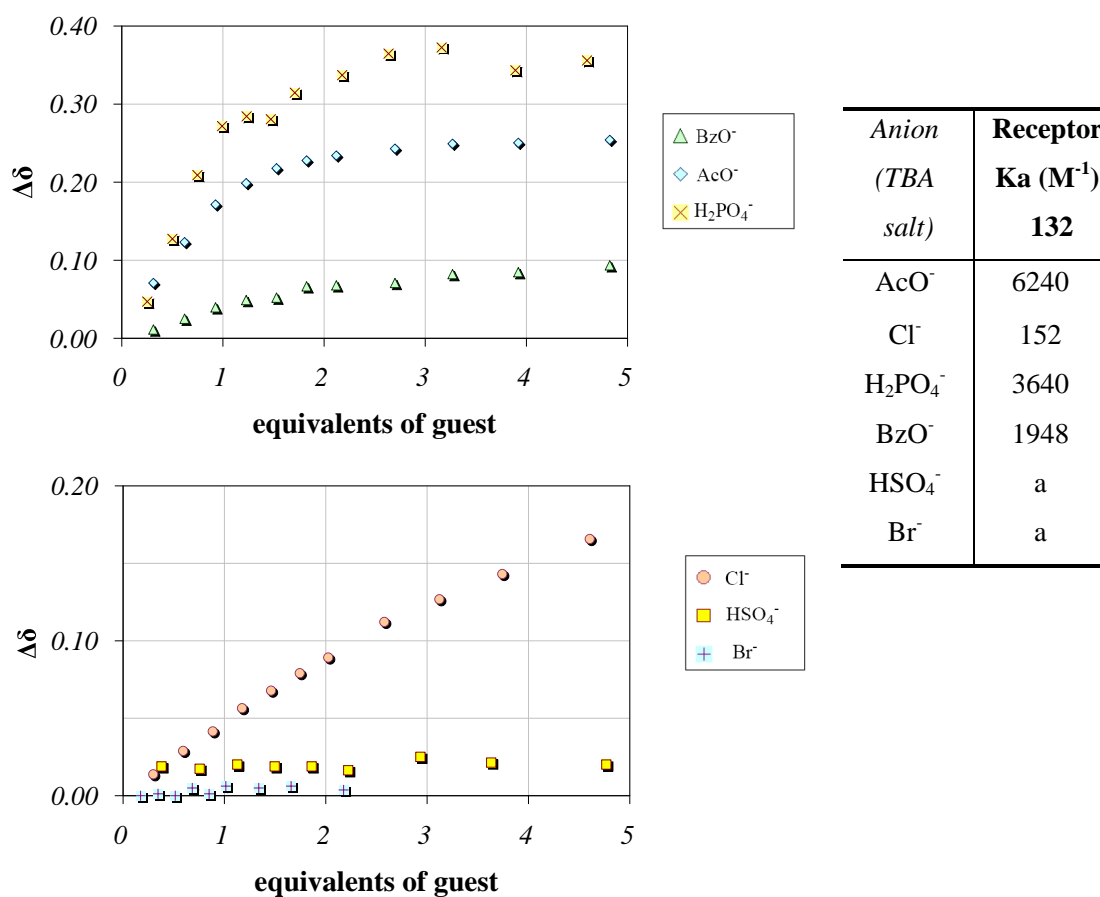 0.40
0.30
0.20
0.10
0.00
Δδ
0 1 2 3 4 5
equivalents of guest
BzO⁻
AcO⁻
H₂PO₄⁻
0.20
0.10
0.00
Δδ
0 1 2 3 4 5
equivalents of guest
Cl⁻
HSO₄⁻
Br⁻
Anion Receptor
(TBA Ka (M⁻¹)
salt) 132
AcO⁻ 6240
Cl⁻ 152
H₂PO₄⁻ 3640
BzO⁻ 1948
HSO₄⁻ a
Br⁻ a